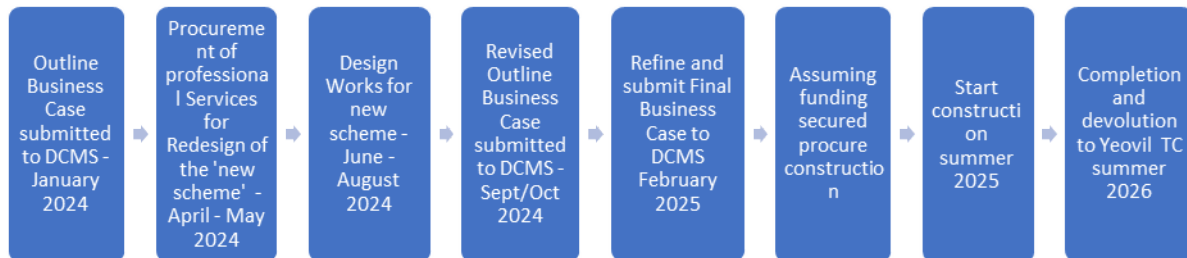 Outline
Business
Case
submitted
to DCMS -
January
2024
Procureme
nt of
professiona
l Services
for
Redesign of
the 'new
scheme' -
April - May
2024
Design
Works for
new
scheme -
June -
August
2024
Revised
Outline
Business
Case
submitted
to DCMS -
Sept/Oct
2024
Refine and
submit Final
Business
Case to
DCMS
February
2025
Assuming
funding
secured
procure
constructio
n
Start
constructi
on
summer
2025
Completion
and
devolution
to Yeovil TC
summer
2026